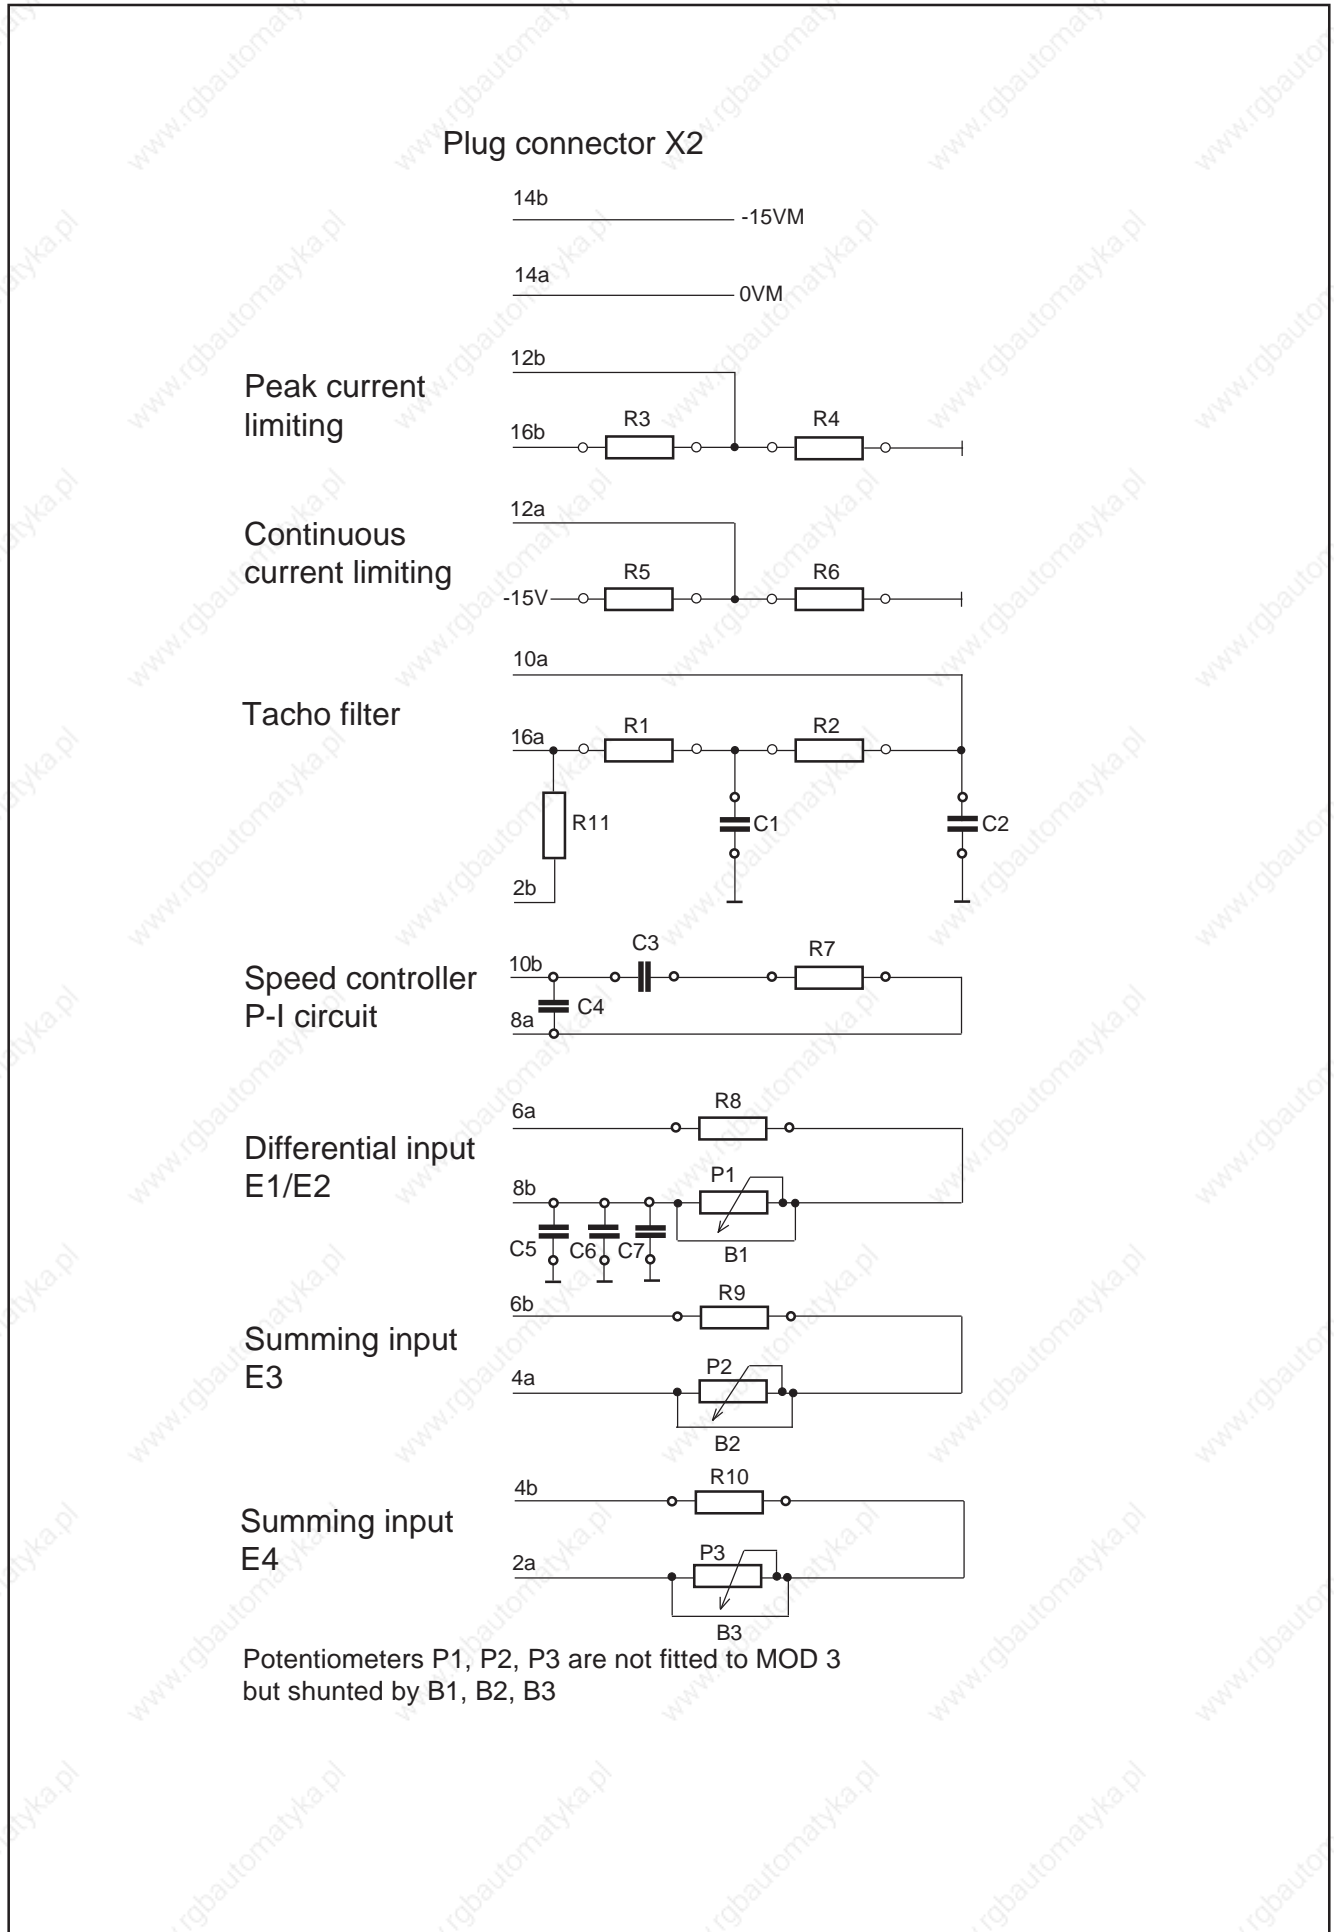 Plug connector X2
14b
-15VM
14a
0VM
12b
Peak current
limiting
R3 R4
16b
12a
Continuous
current limiting
R5 R6
-15V
10a
Tacho filter
R1 R2
16a
R11 C1 C2
2b
C3 R7
10b
Speed controller
P-I circuit
C4
8a
R8
6a
Differential input
E1/E2
P1
8b
C5 C6 C7 B1
R9
6b
Summing input
E3
P2
4a
B2
R10
4b
Summing input
E4
P3
2a
B3
Potentiometers P1, P2, P3 are not fitted to MOD 3
but shunted by B1, B2, B3
www.rgbautomatyka.pl